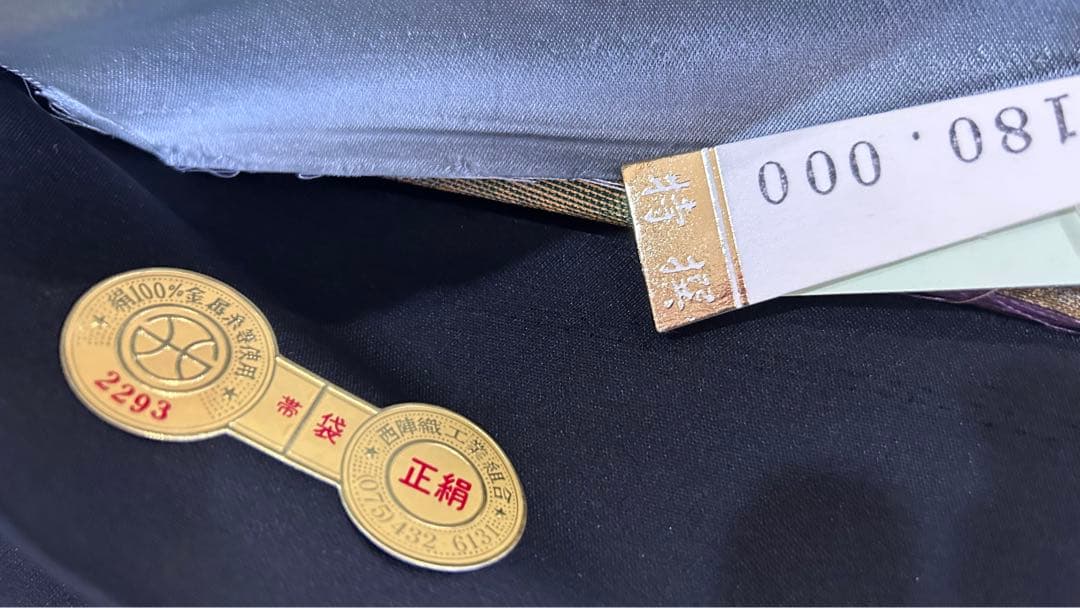 絹100%金属糸等使用
2293
袋帯
西陣織工業組合
正絹
(075)432 6131
特選
180.000